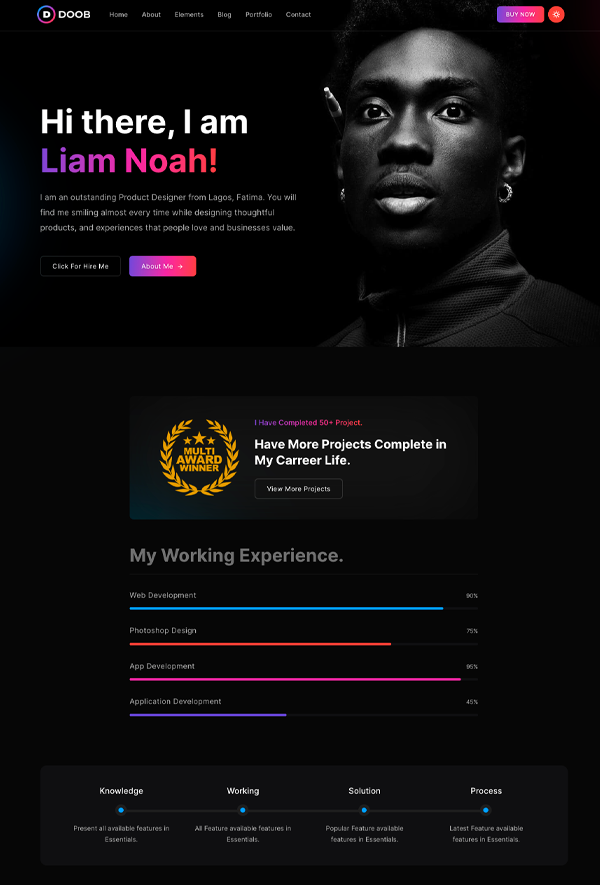 D DOOB
Home About Elements Blog Portfolio Contact
BUY NOW
Hi there, I am
Liam Noah!
I am an outstanding Product Designer from Lagos, Fatima. You will
find me smiling almost every time while designing thoughtful
products, and experiences that people love and businesses value.
Click For Hire Me
About Me →
MULTI
AWARD
WINNER
I Have Completed 50+ Project.
Have More Projects Complete in
My Carreer Life.
View More Projects
My Working Experience.
Web Development 90%
Photoshop Design 75%
App Development 95%
Application Development 45%
Knowledge
Present all available features in
Essentials.
Working
All Feature available features in
Essentials.
Solution
Popular Feature available
features in Essentials.
Process
Latest Feature available
features in Essentials.